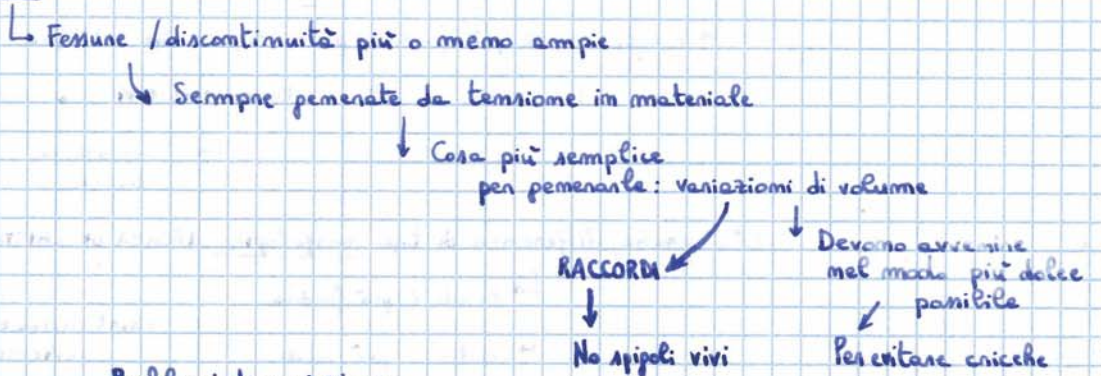 Fessure / discontinuità più o meno ampie
Sempre generate da tensione in materiale
Cosa più semplice
per generarle: variazioni di volume
Devono avvenire
nel modo più dolce
possibile
RACCORDI
No spigoli vivi
Per evitare cricche